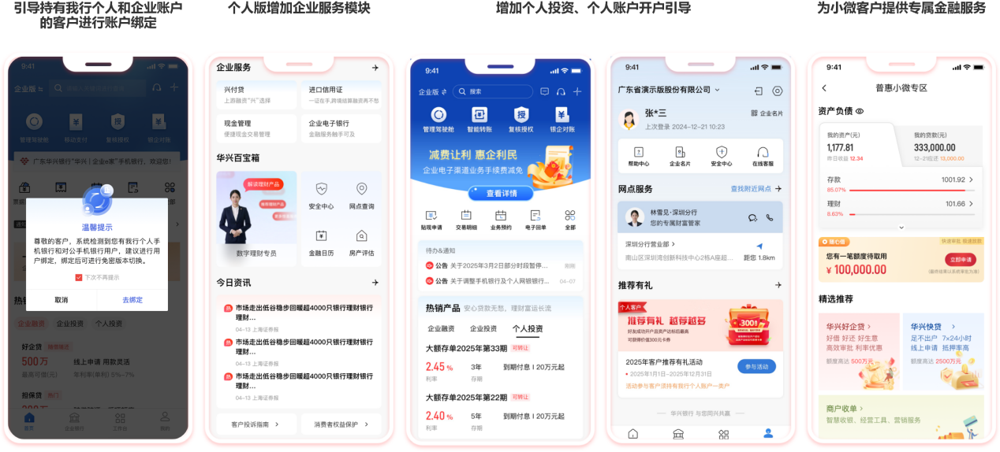 引导持有我行个人和企业账户
的客户进行账户绑定
个人版增加企业服务模块
增加个人投资、个人账户开户引导
为小微客户提供专属金融服务
9:41
企业版
管理驾驶舱
移动支付
复核授权
银企对账
广东华兴银行"华兴丨企业e家"手机银行，欢迎您!
温馨提示
尊敬的客户，系统检测到您有我行个人手
机银行和对公手机银行用户，建议进行用
户绑定，绑定后可进行免密版本切换。
下次不再提示
取消
去绑定
企业融资
企业投资
个人投资
好企贷
500万
线上申请 用款灵活
最高可借(元)
年利率(单利) 5%-7%
担保贷
热门
首页
企业银行
工作台
我的
企业服务
兴付贷
上游融资"兴"选择
进口信用证
一证在手,跨境结算融资再不愁
现金管理
便捷现金交易管理
企业电子银行
金融服务触手可及
华兴百宝箱
解读理财产品
数字理财专员
安全中心
网点查询
金融日历
房产评估
今日资讯
热 市场走出低谷稳步回暖超4000只银行理财银行
理财...
04-13 上海证券报
热 市场走出低谷稳步回暖超4000只银行理财银行
理财...
04-13 上海证券报
热 市场走出低谷稳步回暖超4000只银行理财银行
理财...
04-13 上海证券报
客户投诉指南
消费者权益保护
9:41
企业版
搜索
管理驾驶舱
智能转账
复核授权
银企对账
减费让利 惠企利民
企业电子渠道业务手续费减免
查看详情
贴现申请
交易明细
业务预约
电子回单
全部
待办&通知
公告 关于2025年3月2日部分时段暂停...
刚刚
公告 关于调整手机银行及个人网银银行...
04-07
热销产品 安心贷款无愁，理财富运长流
企业融资
企业投资
个人投资
大额存单2025年第33期 可转让
2.45 %
3年
到期付息 I 20万元起
利率
存期
大额存单2025年第22期 可转让
2.40 %
5年
到期付息 I 20万元起
利率
存期
9:41
广东省演示版股份有限公司
张*三
上次登录 2024-12-21 10:23
企业名片
帮助中心
企业名片
安全中心
在线客服
网点服务
查找附近网点
林雪见·深圳分行
您的专属财富管家
深圳分行营业部
南山区深圳湾创新科技中心2栋A座超...
距您 1.8km
推荐有礼
个人客户
推荐有礼 越荐越多
好友成功开户且资产达标后最高
可获得价值300元卡券
300
2025年客户推荐有礼活动
2025年1月1日-2025年12月31日
活动参与客户须持有我行个人账户一类户
参与活动
华兴银行 与您同兴共赢
9:41
普惠小微专区
资产负债
我的资产(元)
1,177.81
昨日收益 12.34
我的贷款(元)
333,000.00
12-21应还 13,000.00
存款
1001.92
85.07%
理财
101.66
8.63%
随心借
快速审批 极速放款
您有一笔额度待取用
¥ 100,000.00
立即申请
(最终结果以系统审批为准)
精选推荐
华兴好企贷
好借 好还 好生意
高效审批 利率优惠
额度高达 500万元
华兴快贷
足不出户 7×24小时
线上申请 抵押率高
额度高达 2500万元
商户收单
智慧收银、经营工具、营销服务